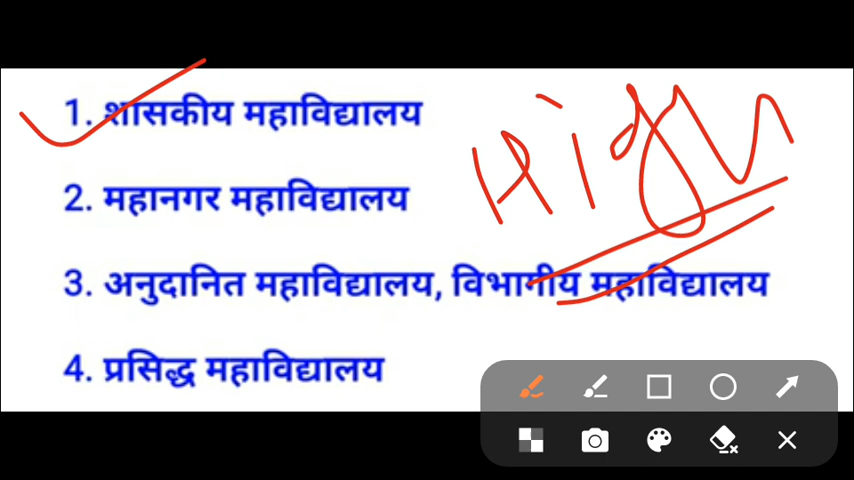 1. शासकीय महाविद्यालय
High
2. महानगर महाविद्यालय
3. अनुदानित महाविद्यालय, विभागीय महाविद्यालय
4. प्रसिद्ध महाविद्यालय